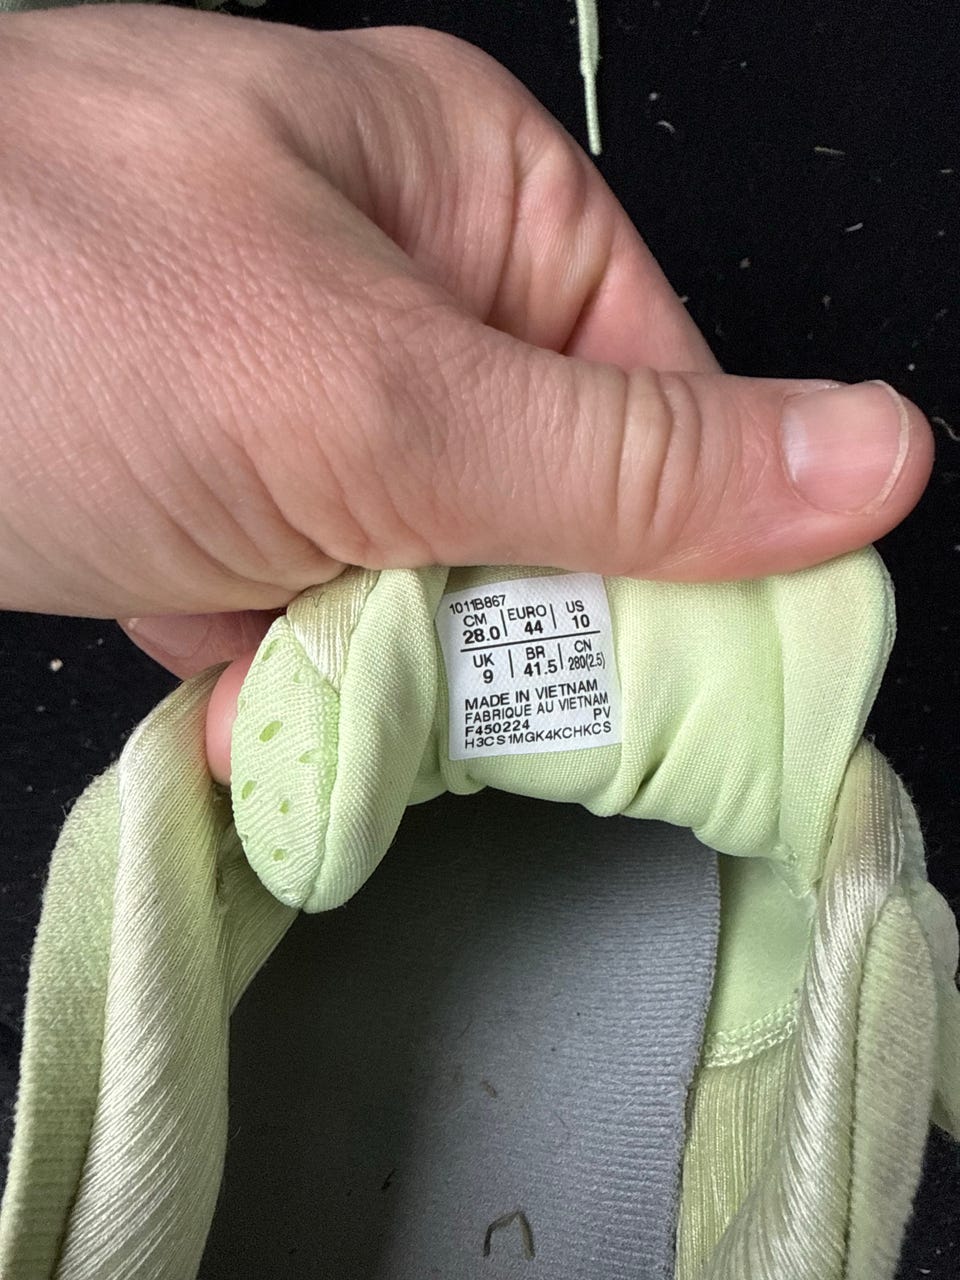 1011B867
CM EURO US
28.0 44 10
UK BR CN
9 41.5 280(2.5)
MADE IN VIETNAM
FABRIQUE AU VIETNAM
F450224 PV
H3CS1MGK4KCHKCS